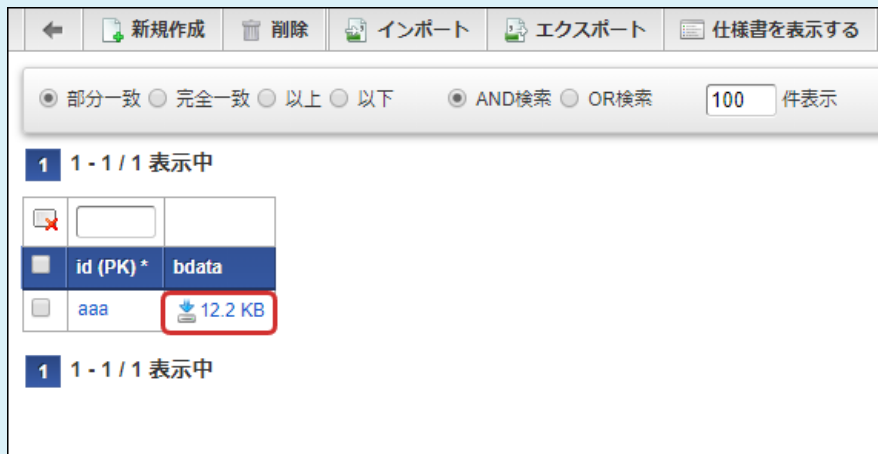 新規作成 削除 インポート エクスポート 仕様書を表示する
部分一致 完全一致 以上 以下 AND検索 OR検索 100 件表示
1 1 - 1 / 1 表示中
id (PK) * bdata
aaa 12.2 KB
1 1 - 1 / 1 表示中